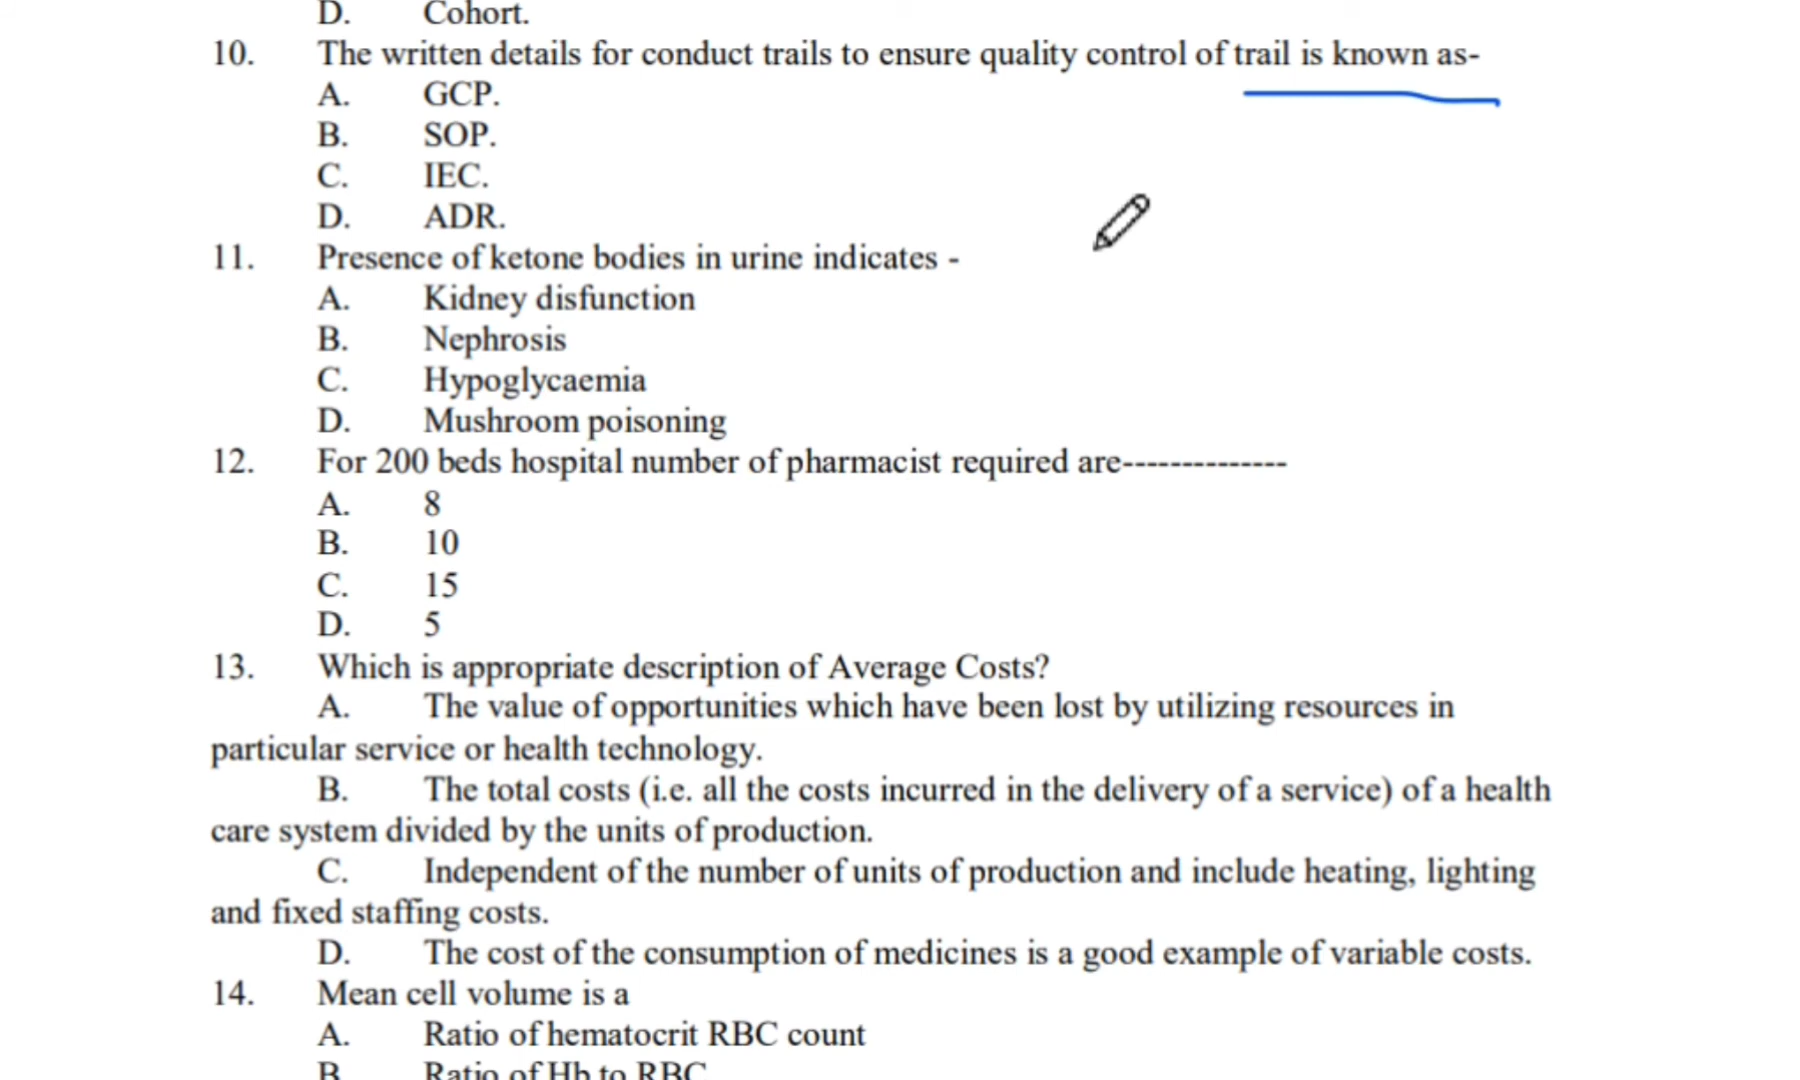 D. Cohort.
10. The written details for conduct trails to ensure quality control of trail is known as-
A. GCP.
B. SOP.
C. IEC.
D. ADR.
11. Presence of ketone bodies in urine indicates -
A. Kidney disfunction
B. Nephrosis
C. Hypoglycaemia
D. Mushroom poisoning
12. For 200 beds hospital number of pharmacist required are--------------
A. 8
B. 10
C. 15
D. 5
13. Which is appropriate description of Average Costs?
A. The value of opportunities which have been lost by utilizing resources in
particular service or health technology.
B. The total costs (i.e. all the costs incurred in the delivery of a service) of a health
care system divided by the units of production.
C. Independent of the number of units of production and include heating, lighting
and fixed staffing costs.
D. The cost of the consumption of medicines is a good example of variable costs.
14. Mean cell volume is a
A. Ratio of hematocrit RBC count
B. Ratio of Hb to RBC